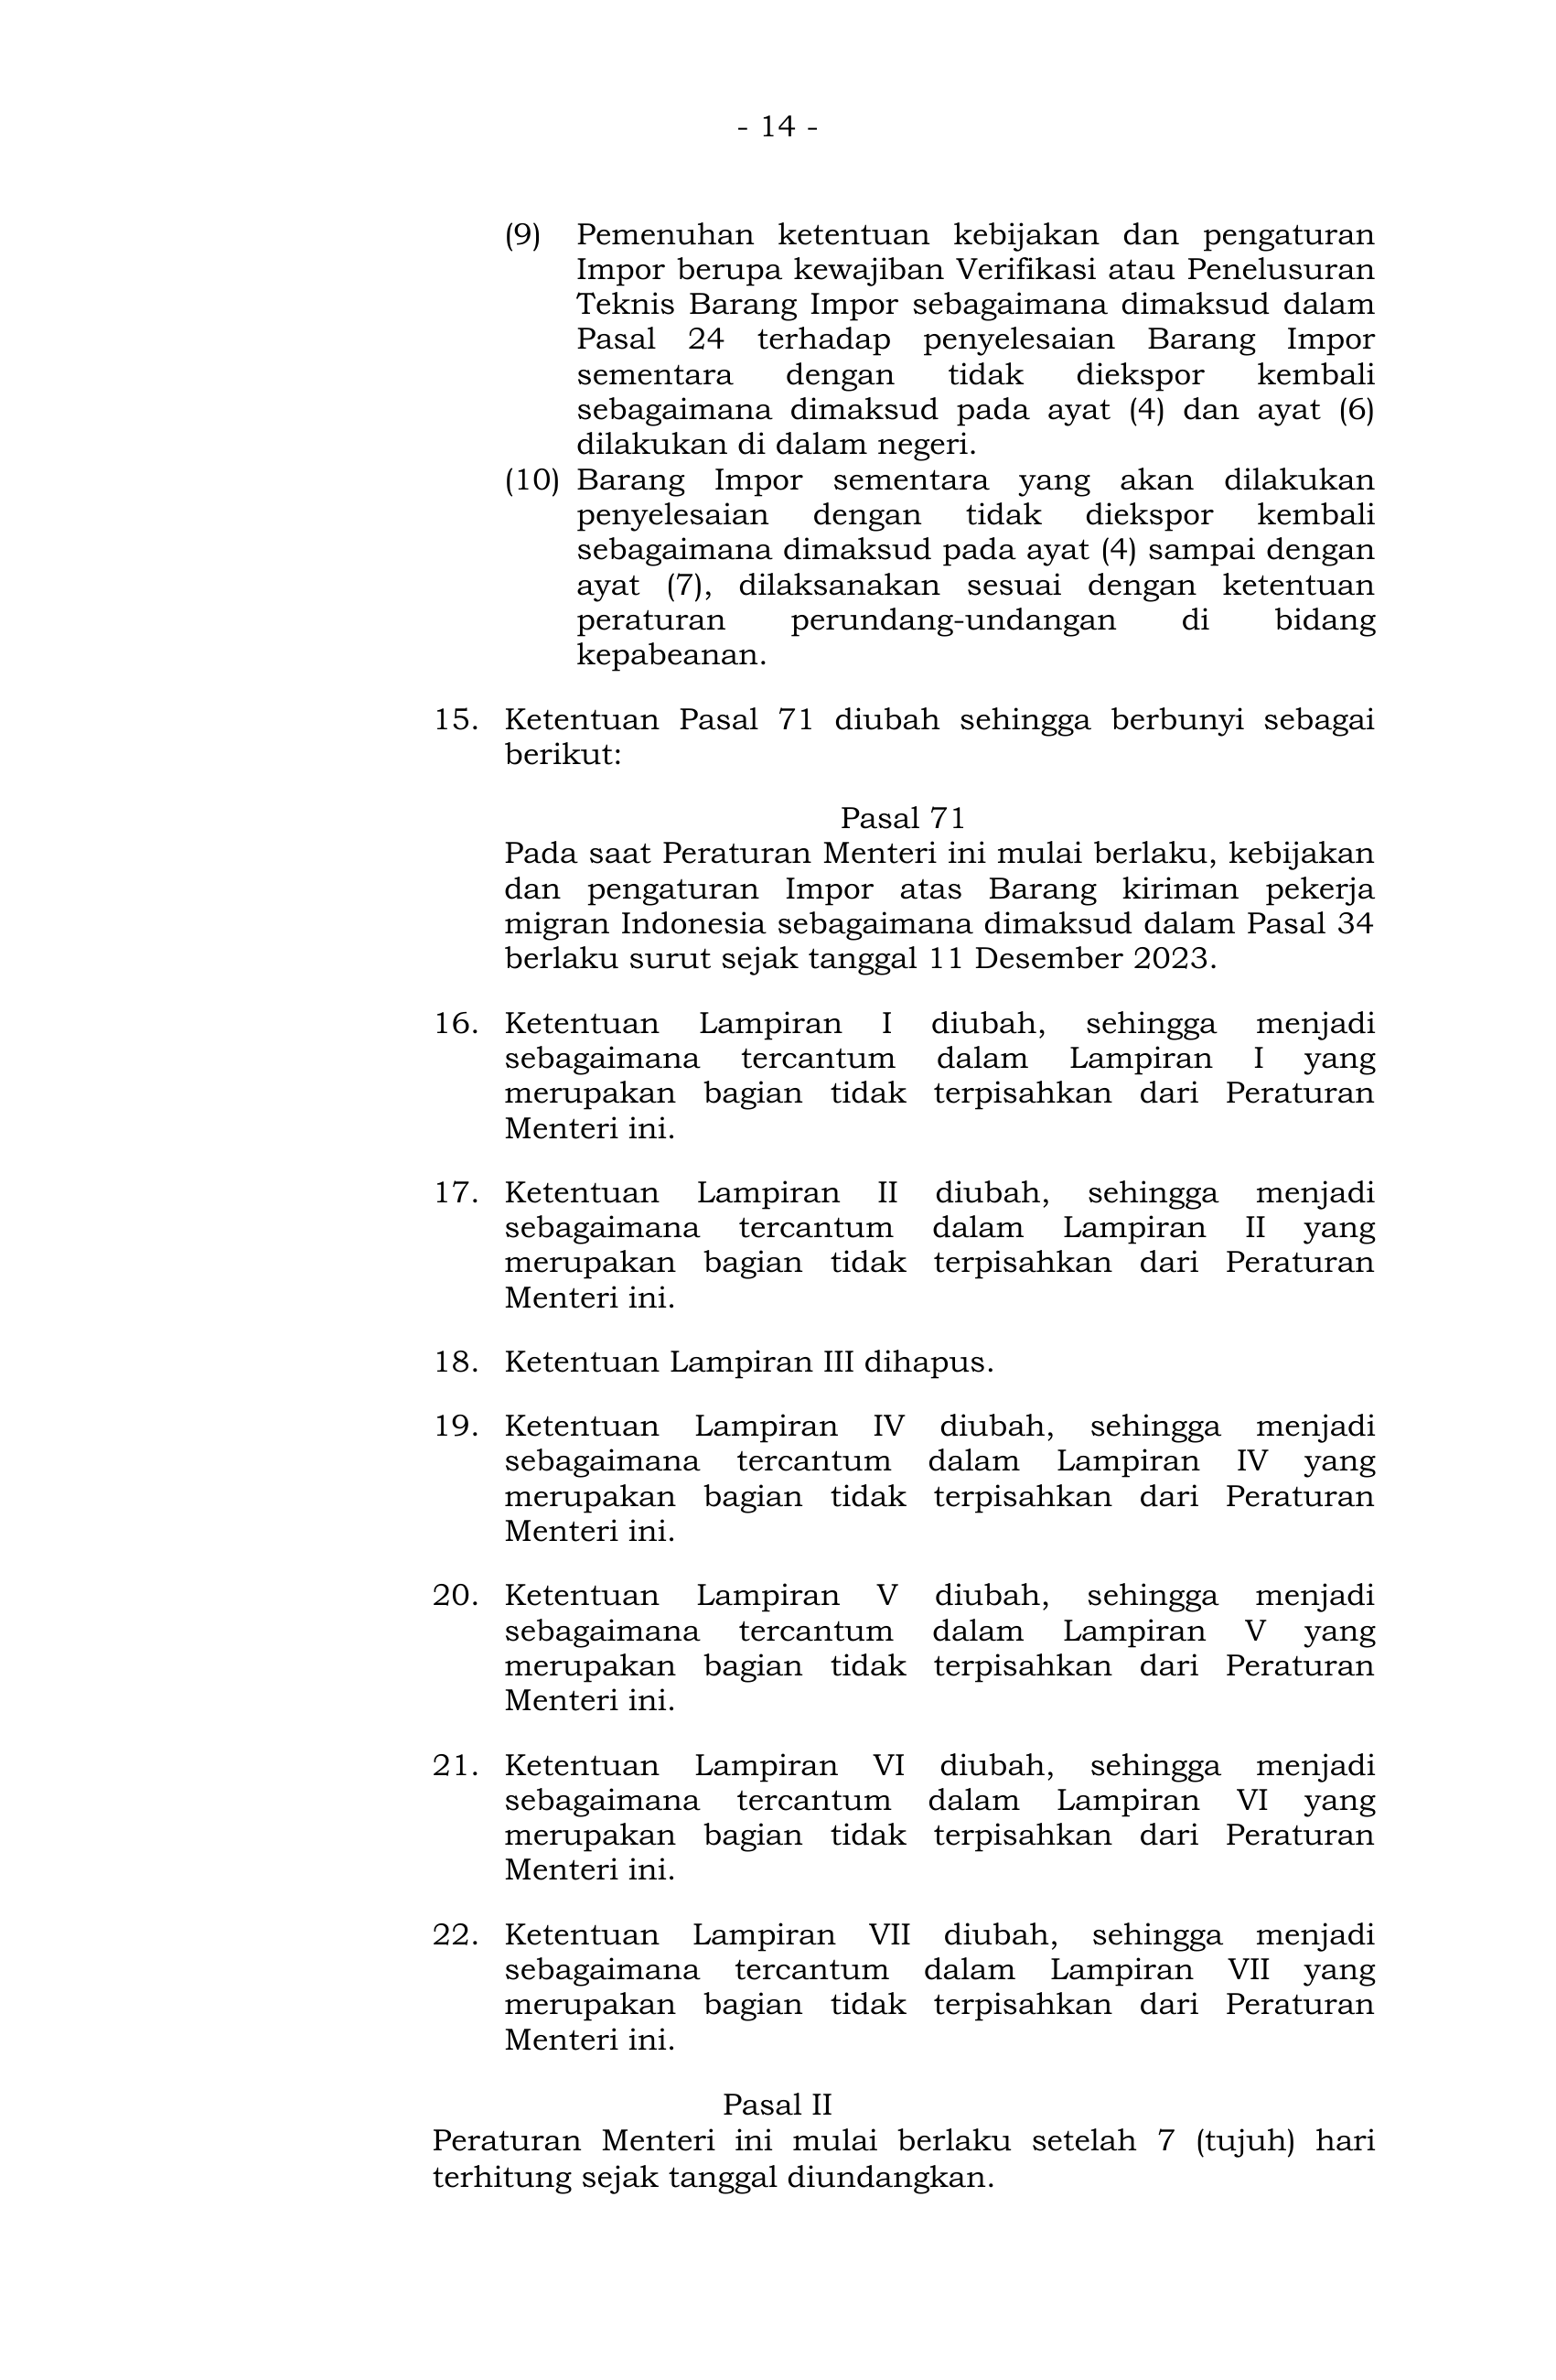 - 14 -
(9) Pemenuhan ketentuan kebijakan dan pengaturan
Impor berupa kewajiban Verifikasi atau Penelusuran
Teknis Barang Impor sebagaimana dimaksud dalam
Pasal 24 terhadap penyelesaian Barang Impor
sementara dengan tidak diekspor kembali
sebagaimana dimaksud pada ayat (4) dan ayat (6)
dilakukan di dalam negeri.
(10) Barang Impor sementara yang akan dilakukan
penyelesaian dengan tidak diekspor kembali
sebagaimana dimaksud pada ayat (4) sampai dengan
ayat (7), dilaksanakan sesuai dengan ketentuan
peraturan perundang-undangan di bidang
kepabeanan.
15. Ketentuan Pasal 71 diubah sehingga berbunyi sebagai
berikut:
Pasal 71
Pada saat Peraturan Menteri ini mulai berlaku, kebijakan
dan pengaturan Impor atas Barang kiriman pekerja
migran Indonesia sebagaimana dimaksud dalam Pasal 34
berlaku surut sejak tanggal 11 Desember 2023.
16. Ketentuan Lampiran I diubah, sehingga menjadi
sebagaimana tercantum dalam Lampiran I yang
merupakan bagian tidak terpisahkan dari Peraturan
Menteri ini.
17. Ketentuan Lampiran II diubah, sehingga menjadi
sebagaimana tercantum dalam Lampiran II yang
merupakan bagian tidak terpisahkan dari Peraturan
Menteri ini.
18. Ketentuan Lampiran III dihapus.
19. Ketentuan Lampiran IV diubah, sehingga menjadi
sebagaimana tercantum dalam Lampiran IV yang
merupakan bagian tidak terpisahkan dari Peraturan
Menteri ini.
20. Ketentuan Lampiran V diubah, sehingga menjadi
sebagaimana tercantum dalam Lampiran V yang
merupakan bagian tidak terpisahkan dari Peraturan
Menteri ini.
21. Ketentuan Lampiran VI diubah, sehingga menjadi
sebagaimana tercantum dalam Lampiran VI yang
merupakan bagian tidak terpisahkan dari Peraturan
Menteri ini.
22. Ketentuan Lampiran VII diubah, sehingga menjadi
sebagaimana tercantum dalam Lampiran VII yang
merupakan bagian tidak terpisahkan dari Peraturan
Menteri ini.
Pasal II
Peraturan Menteri ini mulai berlaku setelah 7 (tujuh) hari
terhitung sejak tanggal diundangkan.